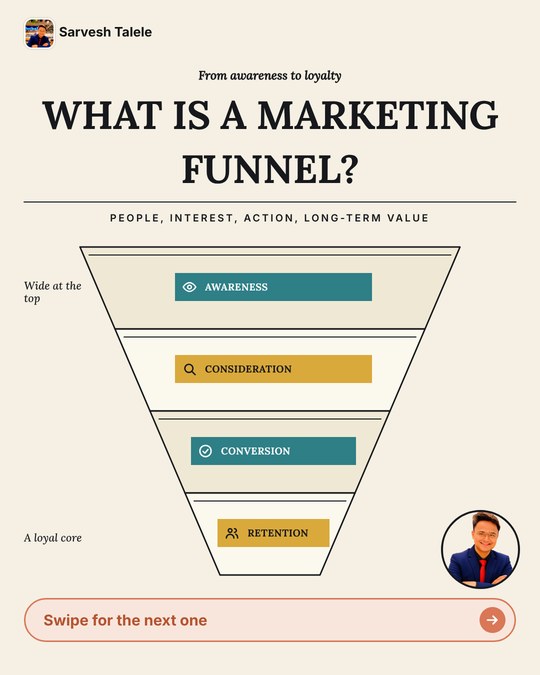 Sarvesh Talele
From awareness to loyalty
WHAT IS A MARKETING
FUNNEL?
PEOPLE, INTEREST, ACTION, LONG-TERM VALUE
AWARENESS
Wide at the
top
CONSIDERATION
CONVERSION
RETENTION
A loyal core
Swipe for the next one